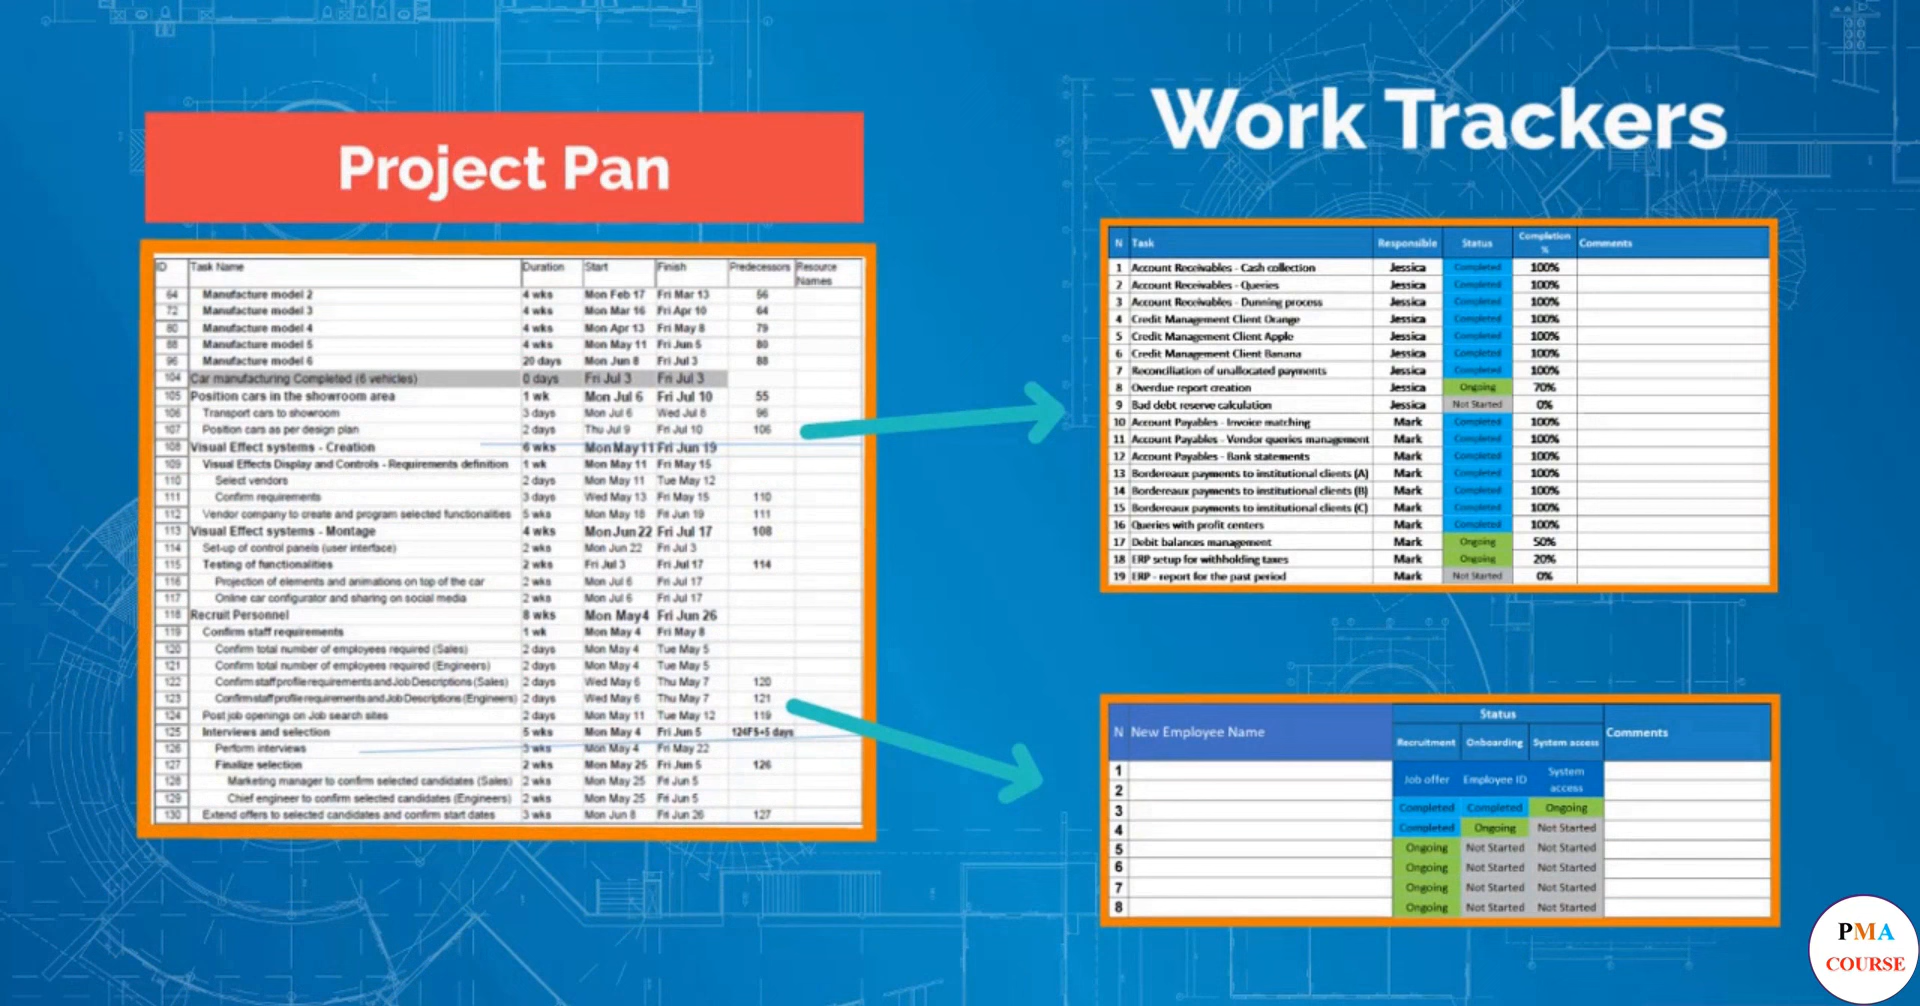 Project Pan
ID Task Name Duration Start Finish Predecessors Resource Names
64 Manufacture model 2 4 wks Mon Feb 17 Fri Mar 13 56
72 Manufacture model 3 4 wks Mon Mar 16 Fri Apr 10 64
80 Manufacture model 4 4 wks Mon Apr 13 Fri May 8 79
88 Manufacture model 5 4 wks Mon May 11 Fri Jun 5 80
96 Manufacture model 6 20 days Mon Jun 8 Fri Jul 3 88
104 Car manufacturing Completed (6 vehicles) 0 days Fri Jul 3 Fri Jul 3
105 Position cars in the showroom area 1 wk Mon Jul 6 Fri Jul 10 55
106 Transport cars to showroom 3 days Mon Jul 6 Wed Jul 8 96
107 Position cars as per design plan 2 days Thu Jul 9 Fri Jul 10 106
108 Visual Effect systems - Creation 6 wks Mon May 11 Fri Jun 19
109 Visual Effects Display and Controls - Requirements definition 1 wk Mon May 11 Fri May 15
110 Select vendors 2 days Mon May 11 Tue May 12
111 Confirm requirements 3 days Wed May 13 Fri May 15 110
112 Vendor company to create and program selected functionalities 5 wks Mon May 18 Fri Jun 19 111
113 Visual Effect systems - Montage 4 wks Mon Jun 22 Fri Jul 17 108
114 Set-up of control panels (user interface) 2 wks Mon Jun 22 Fri Jul 3
115 Testing of functionalities 2 wks Fri Jul 3 Fri Jul 17 114
116 Projection of elements and animations on top of the car 2 wks Mon Jul 6 Fri Jul 17
117 Online car configurator and sharing on social media 2 wks Mon Jul 6 Fri Jul 17
118 Recruit Personnel 8 wks Mon May 4 Fri Jun 26
119 Confirm staff requirements 1 wk Mon May 4 Fri May 8
120 Confirm total number of employees required (Sales) 2 days Mon May 4 Tue May 5
121 Confirm total number of employees required (Engineers) 2 days Mon May 4 Tue May 5
122 Confirm staff profile requirements and Job Descriptions (Sales) 2 days Wed May 6 Thu May 7 120
123 Confirm staff profile requirements and Job Descriptions (Engineers) 2 days Wed May 6 Thu May 7 121
124 Post job openings on Job search sites 2 days Mon May 11 Tue May 12 119
125 Interviews and selection 5 wks Mon May 4 Fri Jun 5 124FS+5 days
126 Perform interviews 3 wks Mon May 4 Fri May 22
127 Finalize selection 2 wks Mon May 25 Fri Jun 5 126
128 Marketing manager to confirm selected candidates (Sales) 2 wks Mon May 25 Fri Jun 5
129 Chief engineer to confirm selected candidates (Engineers) 2 wks Mon May 25 Fri Jun 5
130 Extend offers to selected candidates and confirm start dates 3 wks Mon Jun 8 Fri Jun 26 127
Work Trackers
N Task Responsible Status Completion % Comments
1 Account Receivables - Cash collection Jessica Completed 100%
2 Account Receivables - Queries Jessica Completed 100%
3 Account Receivables - Dunning process Jessica Completed 100%
4 Credit Management Client Orange Jessica Completed 100%
5 Credit Management Client Apple Jessica Completed 100%
6 Credit Management Client Banana Jessica Completed 100%
7 Reconciliation of unallocated payments Jessica Completed 100%
8 Overdue report creation Jessica Ongoing 70%
9 Bad debt reserve calculation Jessica Not Started 0%
10 Account Payables - Invoice matching Mark Completed 100%
11 Account Payables - Vendor queries management Mark Completed 100%
12 Account Payables - Bank statements Mark Completed 100%
13 Bordereaux payments to institutional clients (A) Mark Completed 100%
14 Bordereaux payments to institutional clients (B) Mark Completed 100%
15 Bordereaux payments to institutional clients (C) Mark Completed 100%
16 Queries with profit centers Mark Completed 100%
17 Debit balances management Mark Ongoing 50%
18 ERP setup for withholding taxes Mark Ongoing 20%
19 ERP - report for the past period Mark Not Started 0%
N New Employee Name Status Comments
Recruitment Onboarding System access
1
2 Job offer Employee ID System access
3 Completed Completed Ongoing
4 Completed Ongoing Not Started
5 Ongoing Not Started Not Started
6 Ongoing Not Started Not Started
7 Ongoing Not Started Not Started
8 Ongoing Not Started Not Started
PMA
COURSE